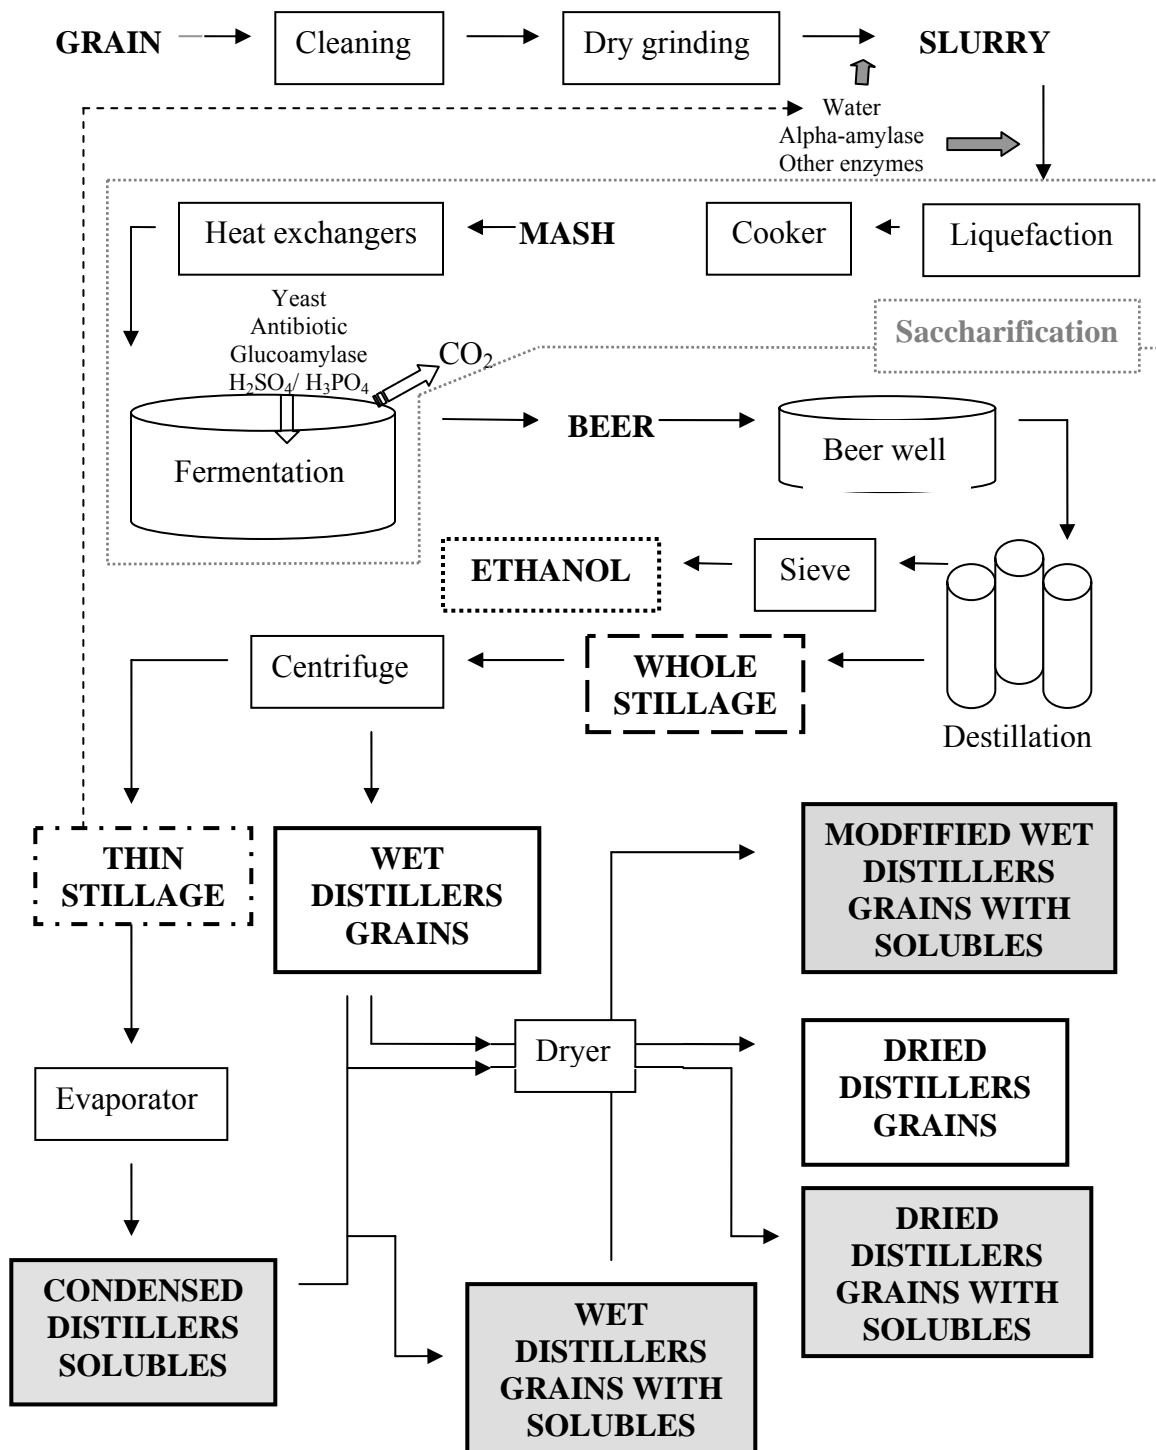 GRAIN
Cleaning
Dry grinding
SLURRY
Water
Alpha-amylase
Other enzymes
Heat exchangers
MASH
Cooker
Liquefaction
Yeast
Antibiotic
Glucoamylase
H₂SO₄/ H₃PO₄
CO₂
Saccharification
Fermentation
BEER
Beer well
ETHANOL
Sieve
Centrifuge
WHOLE
STILLAGE
Destillation
THIN
STILLAGE
WET
DISTILLERS
GRAINS
MODFIFIED WET
DISTILLERS
GRAINS WITH
SOLUBLES
Dryer
DRIED
DISTILLERS
GRAINS
Evaporator
DRIED
DISTILLERS
GRAINS WITH
SOLUBLES
CONDENSED
DISTILLERS
SOLUBLES
WET
DISTILLERS
GRAINS WITH
SOLUBLES